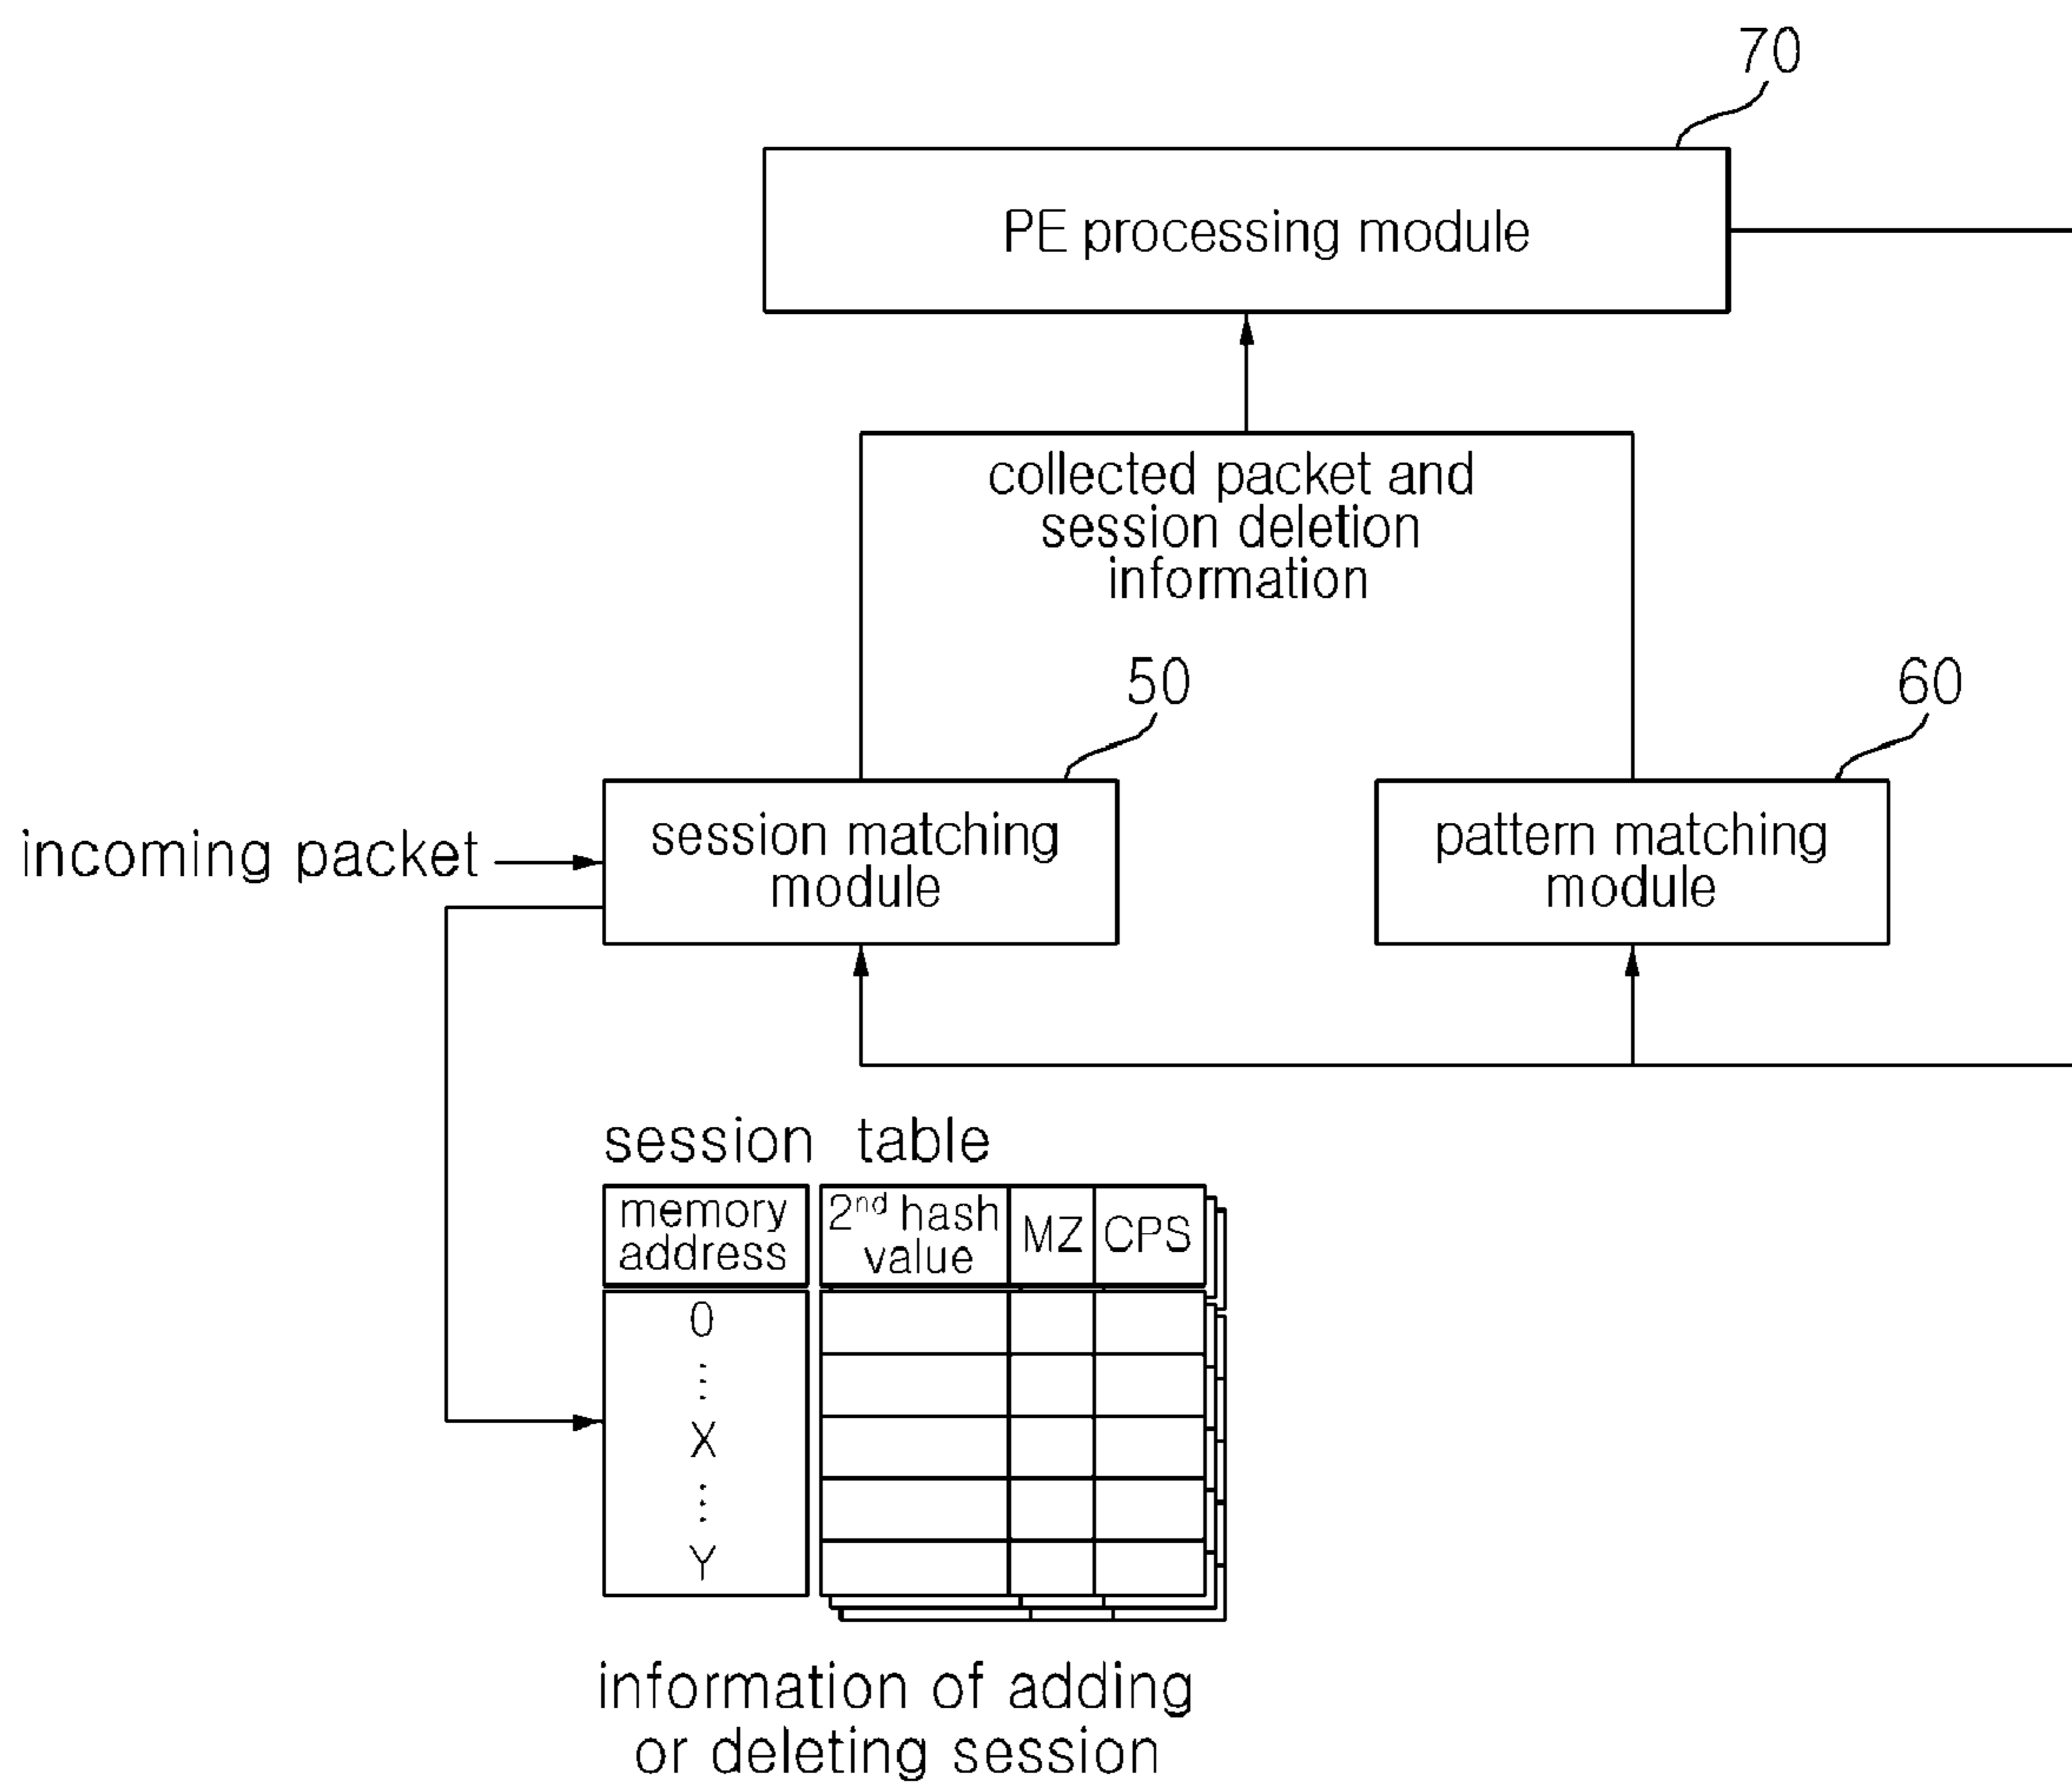 70
PE processing module
collected packet and
session deletion
information
50
60
incoming packet
session matching
module
pattern matching
module
session table
memory
address
2nd hash
value
MZ
CPS
0
⋮
X
⋮
Y
information of adding
or deleting session